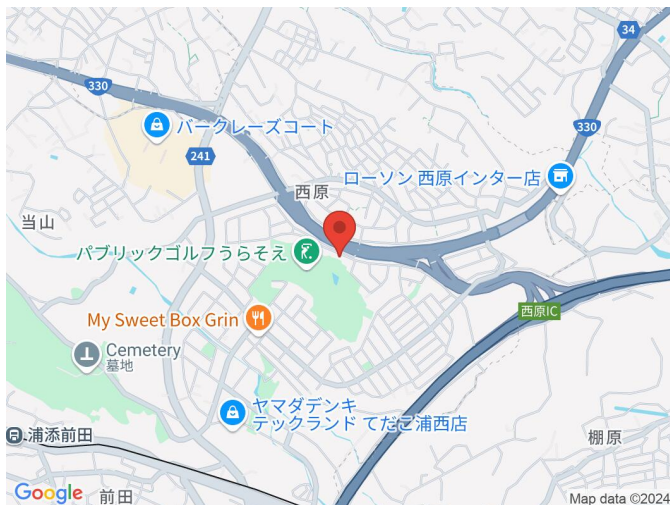 34
330
バークレーズコート
330
241
ローソン 西原インター店
西原
当山
パブリックゴルフうらそえ
西原IC
My Sweet Box Grin
Cemetery
墓地
ヤマダデンキ
テックランド てだこ浦西店
浦添前田
棚原
Google
前田
Map data ©2024